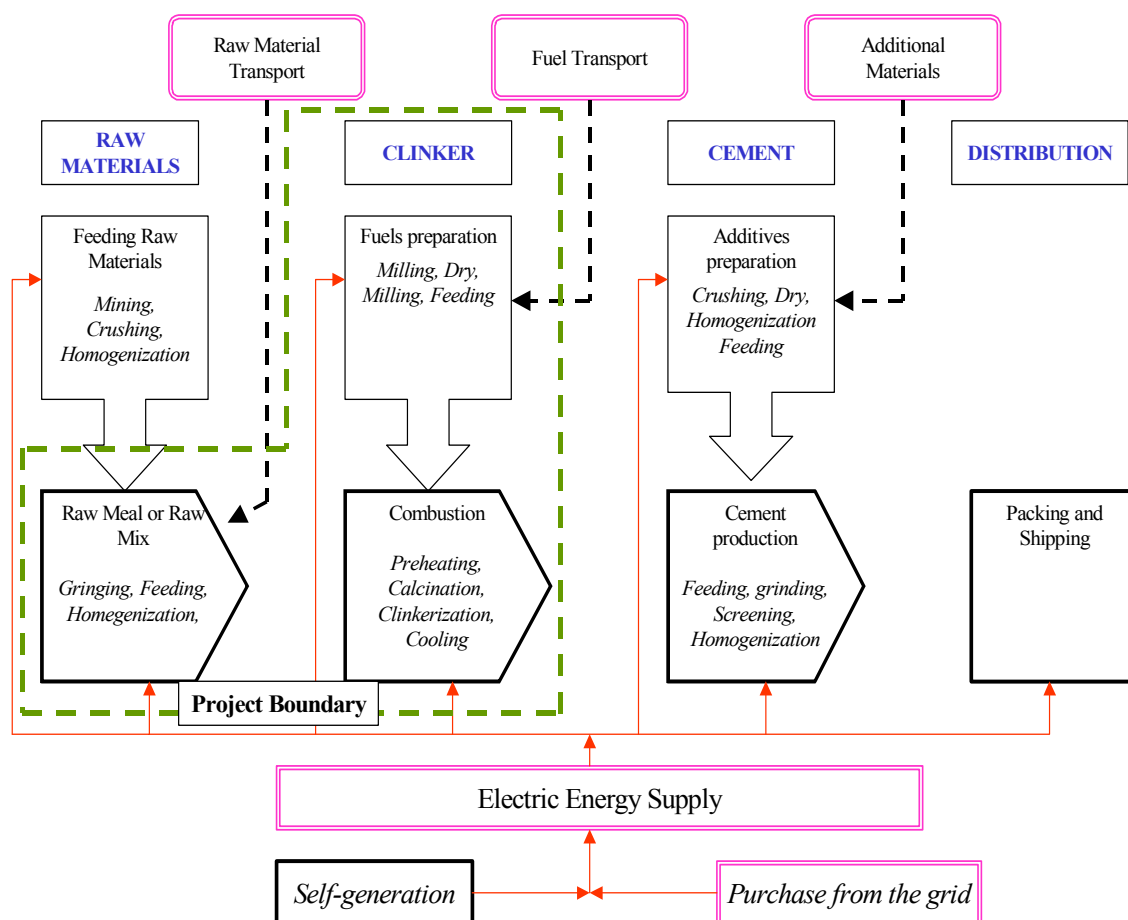 Raw Material
Transport
Fuel Transport
Additional
Materials
RAW
MATERIALS
CLINKER
CEMENT
DISTRIBUTION
Feeding Raw
Materials
Mining,
Crushing,
Homogenization
Fuels preparation
Milling, Dry,
Milling, Feeding
Additives
preparation
Crushing, Dry,
Homogenization
Feeding
Raw Meal or Raw
Mix
Gringing, Feeding,
Homegenization,
Combustion
Preheating,
Calcination,
Clinkerization,
Cooling
Cement
production
Feeding, grinding,
Screening,
Homogenization
Packing and
Shipping
Project Boundary
Electric Energy Supply
Self-generation
Purchase from the grid